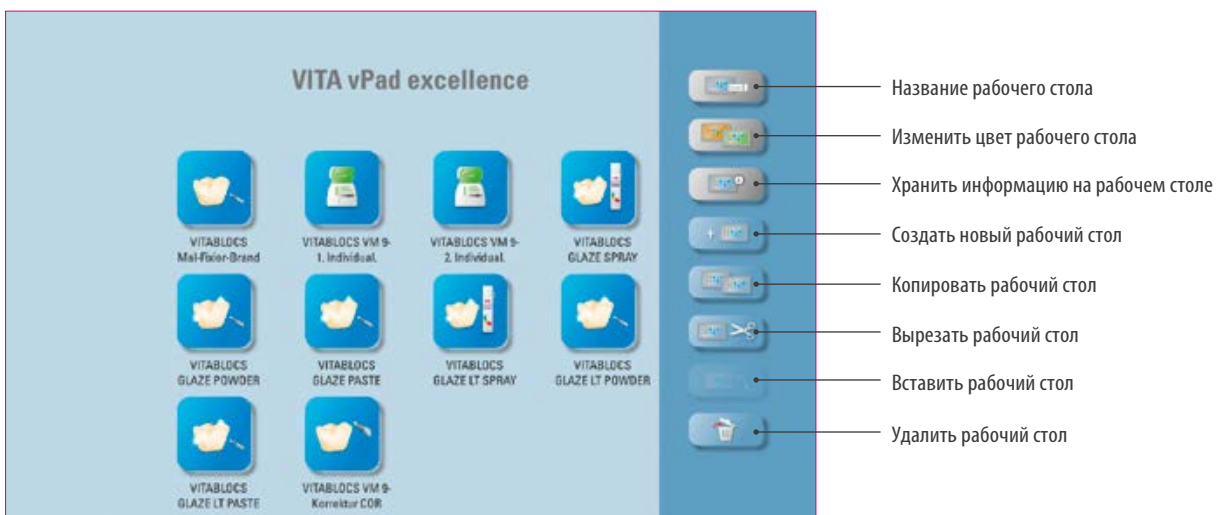 VITA vPad excellence
VITABLOCS
Mal-Fixier-Brand
VITABLOCS VM 9-
1. Individual.
VITABLOCS VM 9-
2. Individual.
VITABLOCS
GLAZE SPRAY
VITABLOCS
GLAZE POWDER
VITABLOCS
GLAZE PASTE
VITABLOCS
GLAZE LT SPRAY
VITABLOCS
GLAZE LT POWDER
VITABLOCS
GLAZE LT PASTE
VITABLOCS VM 9-
Korrektur COR
Название рабочего стола
Изменить цвет рабочего стола
Хранить информацию на рабочем столе
Создать новый рабочий стол
Копировать рабочий стол
Вырезать рабочий стол
Вставить рабочий стол
Удалить рабочий стол